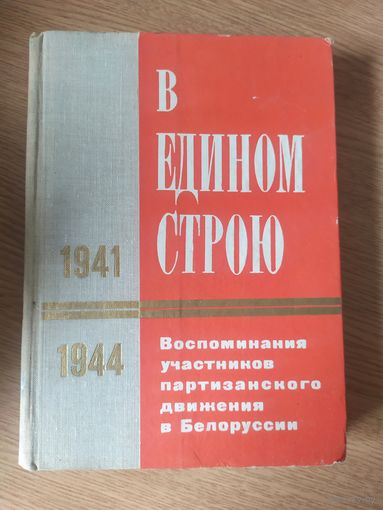 В
ЕДИНОМ
СТРОЮ
1941
1944
Воспоминания
участников
партизанского
движения
в Белоруссии